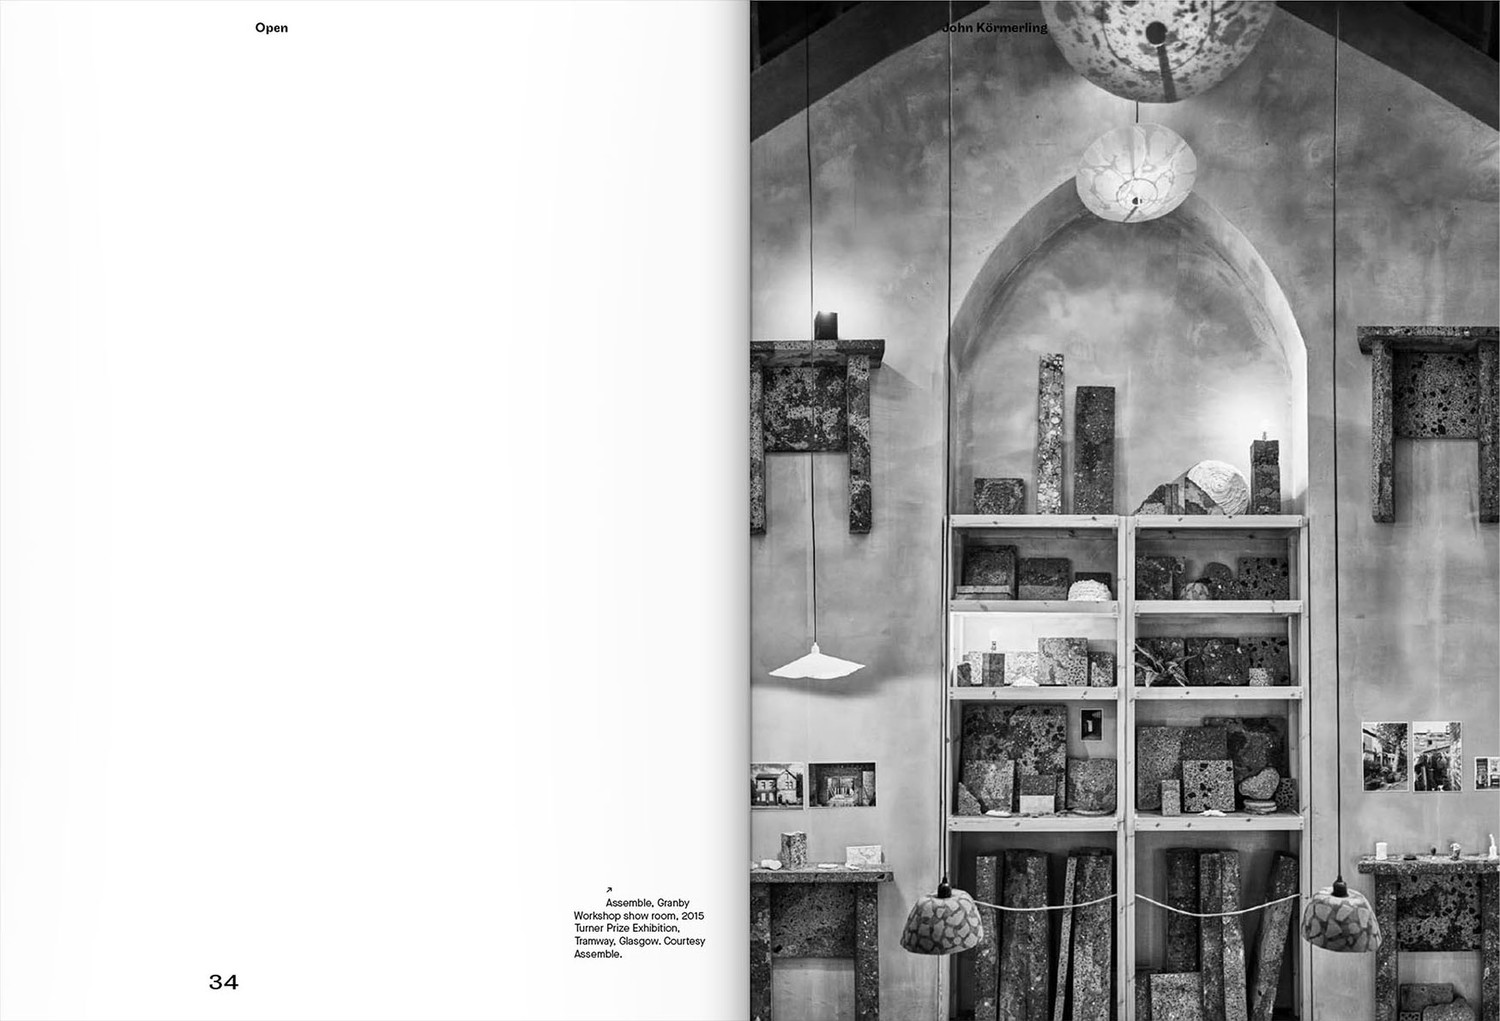 Open
John Körmerling
↗
Assemble, Granby
Workshop show room, 2015
Turner Prize Exhibition,
Tramway, Glasgow. Courtesy
Assemble.
34